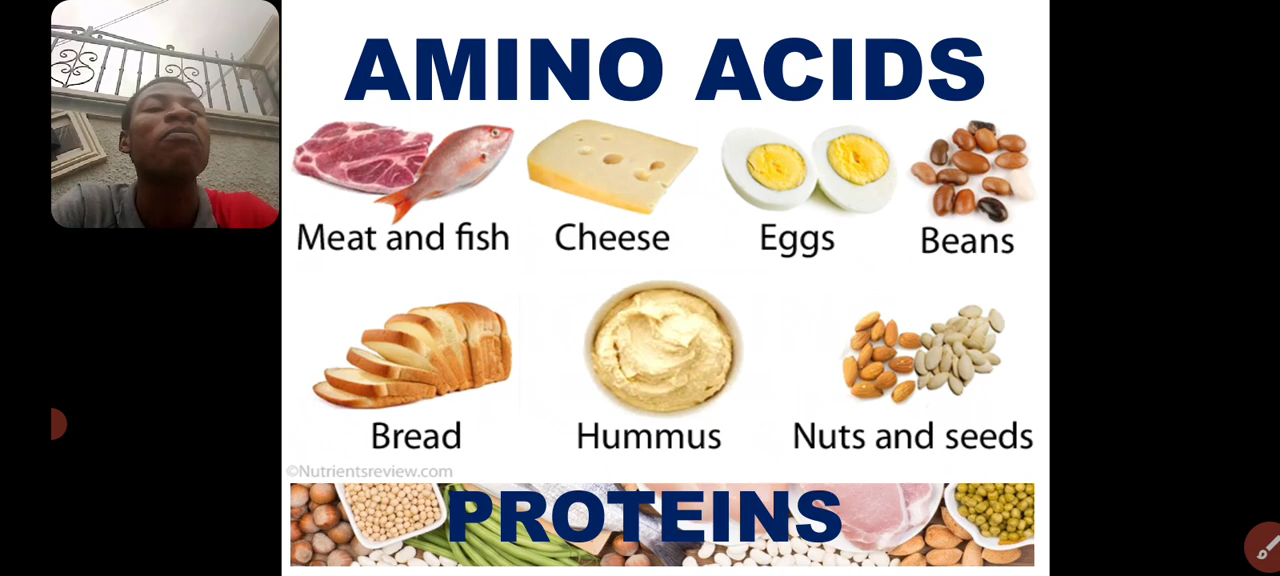 AMINO ACIDS
Meat and fish Cheese Eggs Beans
Bread Hummus Nuts and seeds
©Nutrientsreview.com
PROTEINS